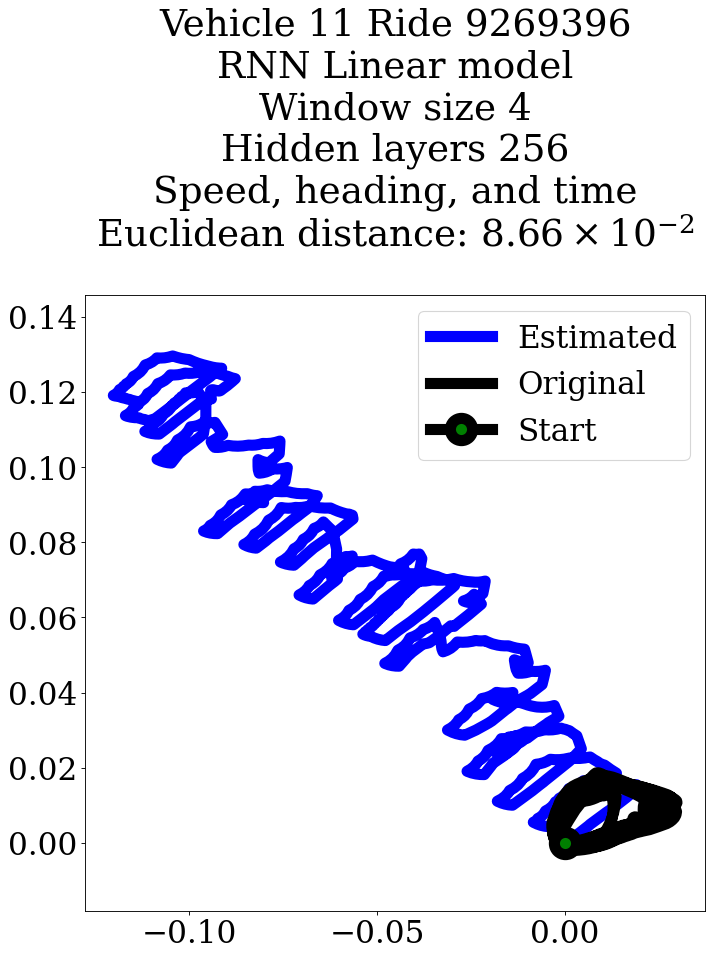 Vehicle 11 Ride 9269396
RNN Linear model
Window size 4
Hidden layers 256
Speed, heading, and time
Euclidean distance: 8.66 × 10⁻²
Estimated
Original
Start
0.14
0.12
0.10
0.08
0.06
0.04
0.02
0.00
−0.10 −0.05 0.00